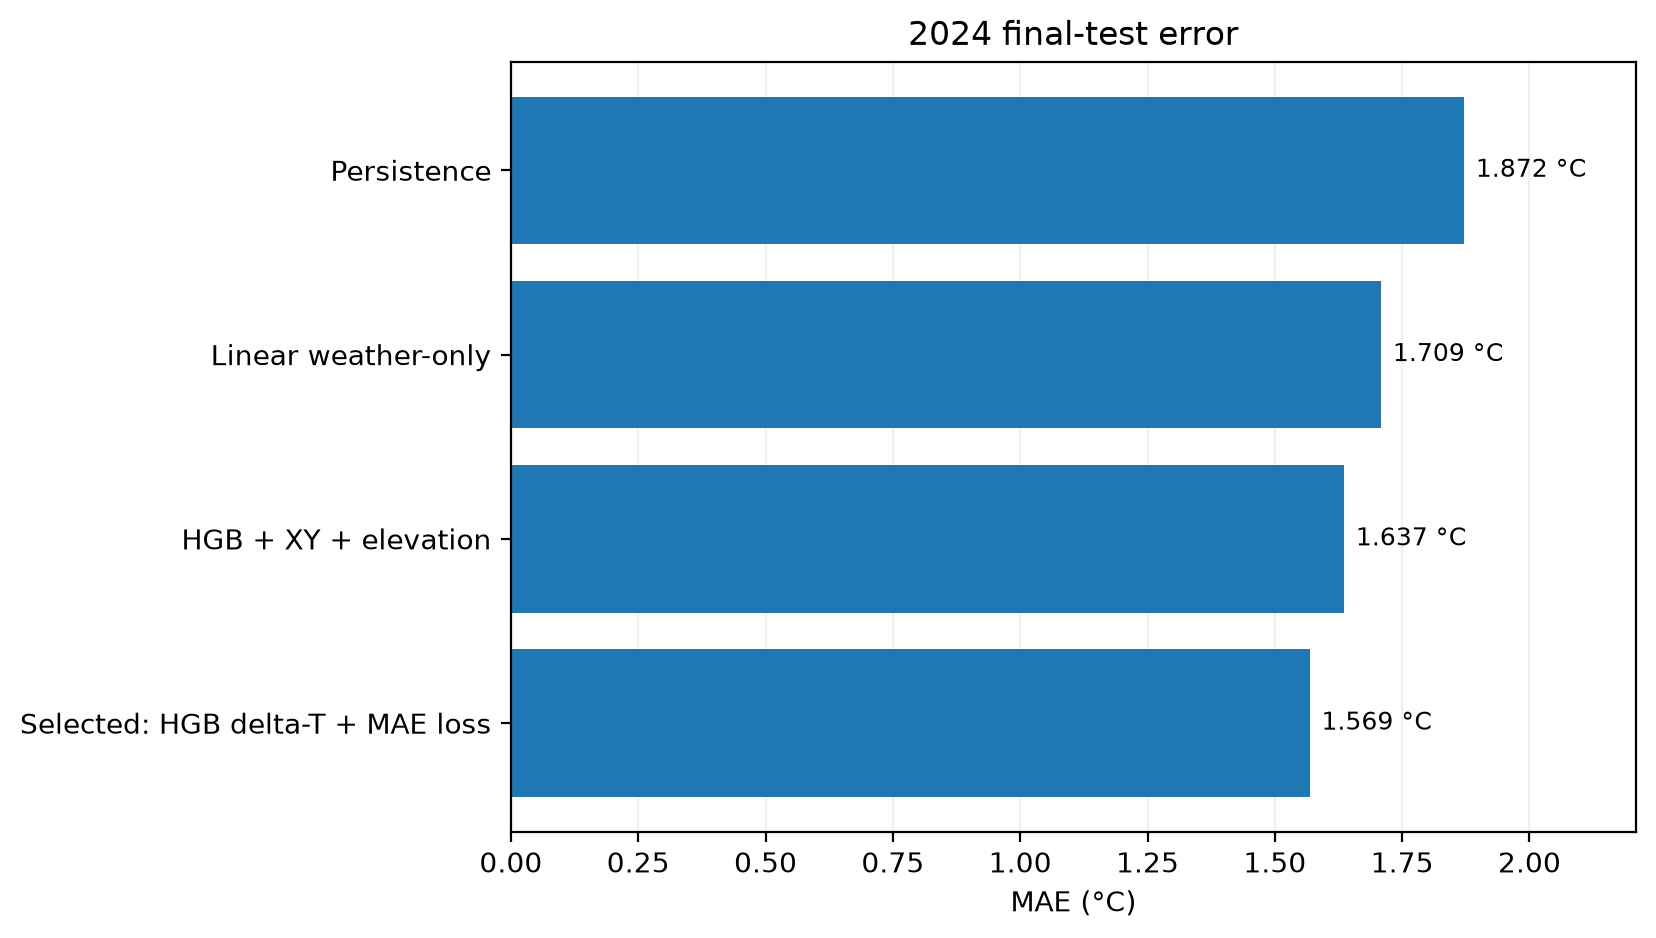 2024 final-test error
Persistence
1.872 °C
Linear weather-only
1.709 °C
HGB + XY + elevation
1.637 °C
Selected: HGB delta-T + MAE loss
1.569 °C
0.00 0.25 0.50 0.75 1.00 1.25 1.50 1.75 2.00
MAE (°C)